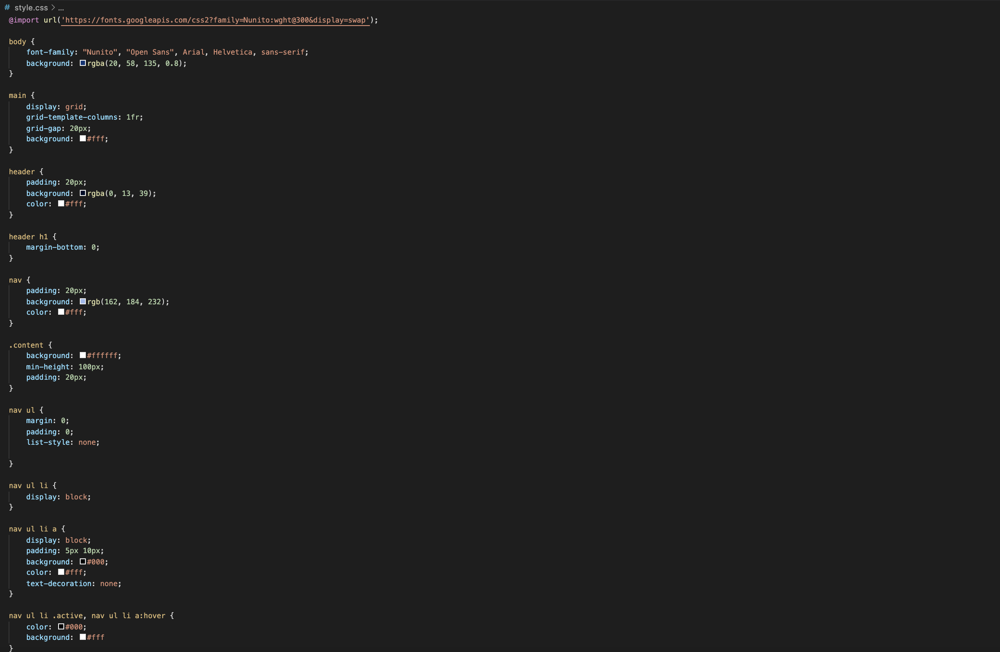 # style.css > ...
@import url('https://fonts.googleapis.com/css2?family=Nunito:wght@300&display=swap');
body {
    font-family: "Nunito", "Open Sans", Arial, Helvetica, sans-serif;
    background: rgba(20, 58, 135, 0.8);
}
main {
    display: grid;
    grid-template-columns: 1fr;
    grid-gap: 20px;
    background: #fff;
}
header {
    padding: 20px;
    background: rgba(0, 13, 39);
    color: #fff;
}
header h1 {
    margin-bottom: 0;
}
nav {
    padding: 20px;
    background: rgb(162, 184, 232);
    color: #fff;
}
.content {
    background: #ffffff;
    min-height: 100px;
    padding: 20px;
}
nav ul {
    margin: 0;
    padding: 0;
    list-style: none;
}
nav ul li {
    display: block;
}
nav ul li a {
    display: block;
    padding: 5px 10px;
    background: #000;
    color: #fff;
    text-decoration: none;
}
nav ul li .active, nav ul li a:hover {
    color: #000;
    background: #fff
}